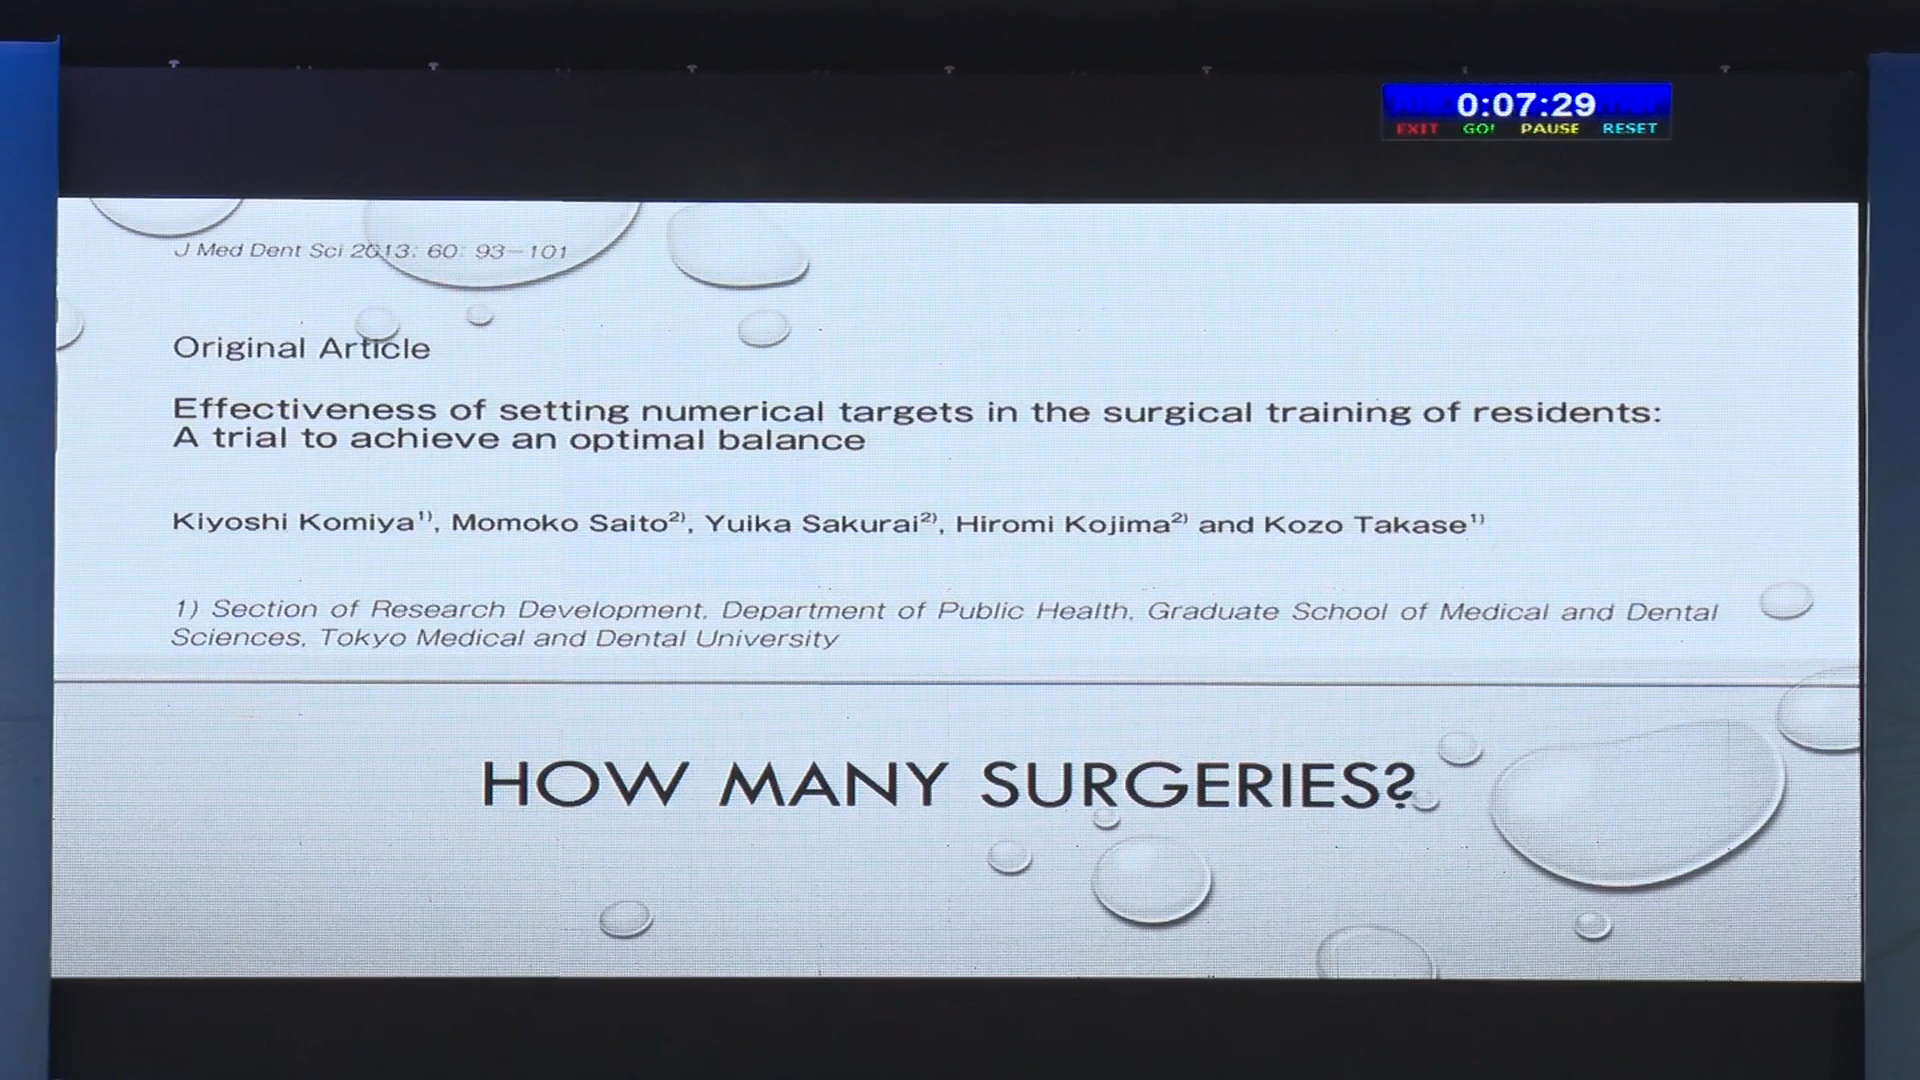 0:07:29
EXIT GO! PAUSE RESET
J Med Dent Sci 2013; 60: 93–101
Original Article
Effectiveness of setting numerical targets in the surgical training of residents:
A trial to achieve an optimal balance
Kiyoshi Komiya¹⁾, Momoko Saito²⁾, Yuika Sakurai²⁾, Hiromi Kojima²⁾ and Kozo Takase¹⁾
1) Section of Research Development, Department of Public Health, Graduate School of Medical and Dental
Sciences, Tokyo Medical and Dental University
HOW MANY SURGERIES?